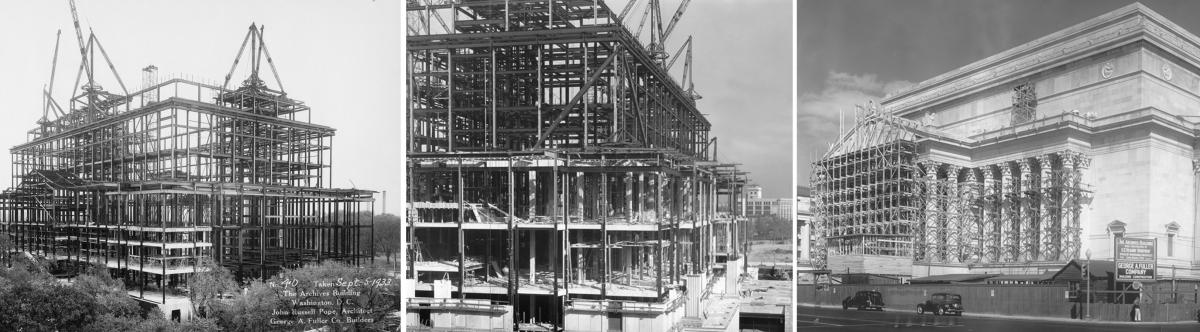 No. 40 Taken Sept. 5-1933
The Archives Building
Washington, D.C.
John Russell Pope, Architect
George A. Fuller Co., Builders
GEORGE A. FULLER
COMPANY